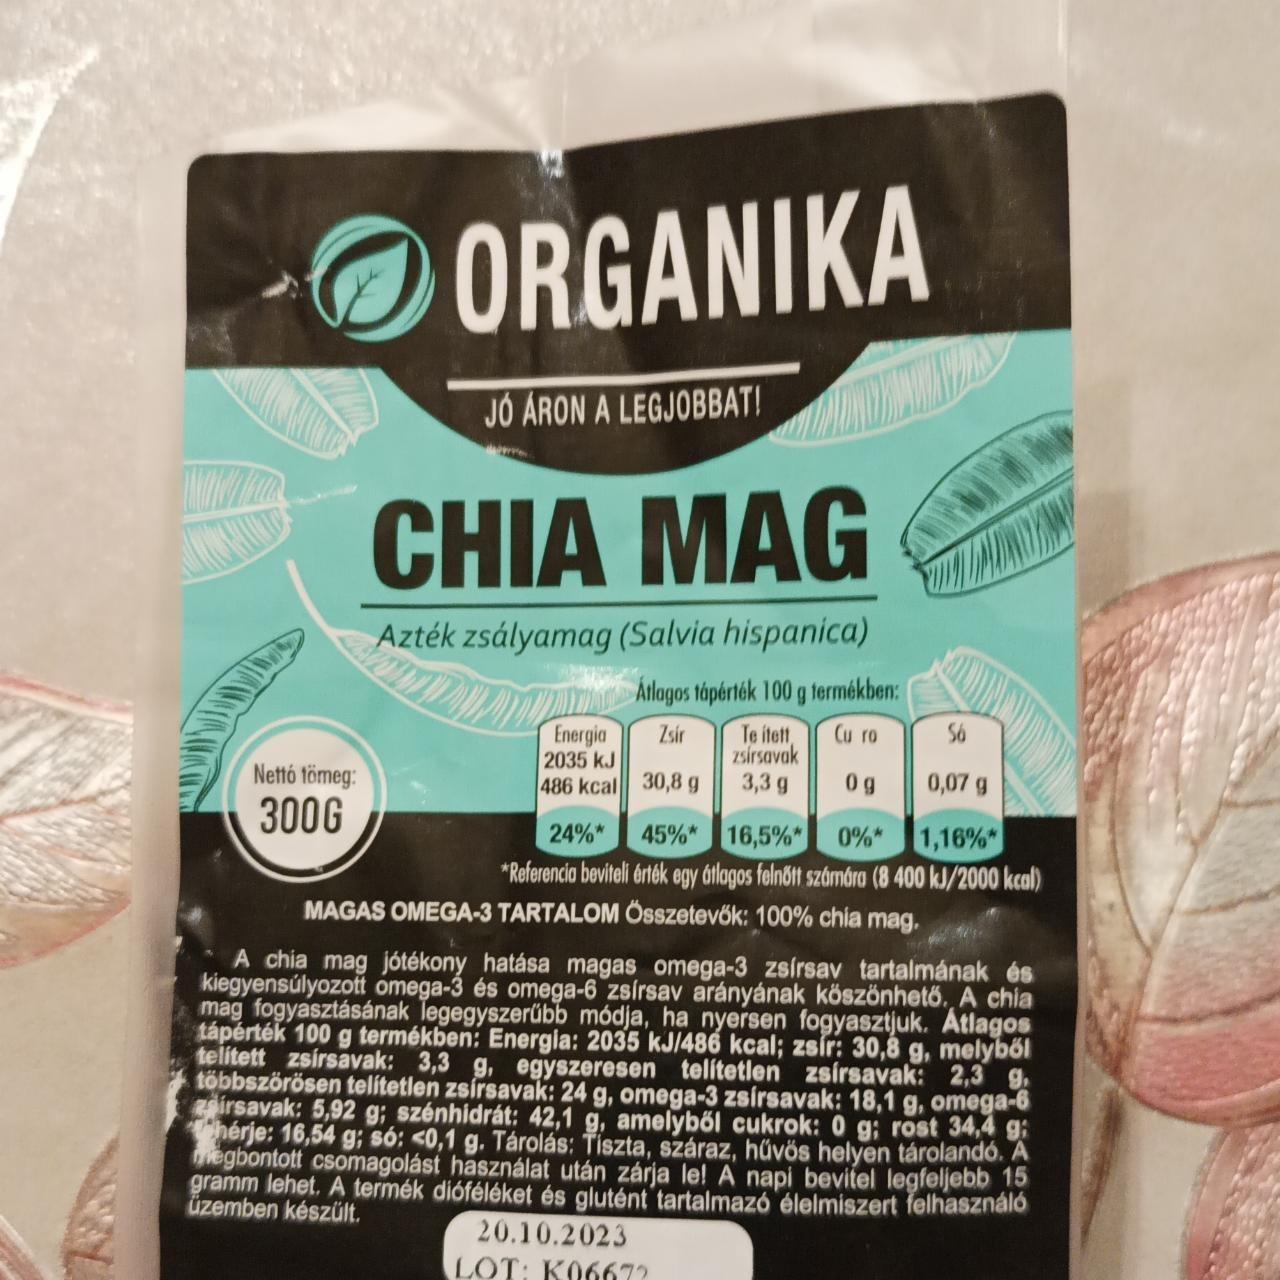 ORGANIKA
JÓ ÁRON A LEGJOBBAT!
CHIA MAG
Azték zsályamag (Salvia hispanica)
Átlagos tápérték 100 g termékben:
Energia
2035 kJ
486 kcal
24%*
Zsír
30,8 g
45%*
Te ített
zsírsavak
3,3 g
16,5%*
Cu ro
0 g
0%*
Só
0,07 g
1,16%*
Nettó tömeg:
300G
*Referencia beviteli érték egy átlagos felnőtt számára (8 400 kJ/2000 kcal)
MAGAS OMEGA-3 TARTALOM Összetevők: 100% chia mag.
A chia mag jótékony hatása magas omega-3 zsírsav tartalmának és
kiegyensúlyozott omega-3 és omega-6 zsírsav arányának köszönhető. A chia
mag fogyasztásának legegyszerűbb módja, ha nyersen fogyasztjuk. Átlagos
tápérték 100 g termékben: Energia: 2035 kJ/486 kcal; zsír: 30,8 g, melyből
telített zsírsavak: 3,3 g, egyszeresen telítetlen zsírsavak: 2,3 g,
többszörösen telítetlen zsírsavak: 24 g, omega-3 zsírsavak: 18,1 g, omega-6
zsírsavak: 5,92 g; szénhidrát: 42,1 g, amelyből cukrok: 0 g; rost 34,4 g;
fehérje: 16,54 g; só: <0,1 g. Tárolás: Tiszta, száraz, hűvös helyen tárolandó. A
megbontott csomagolást használat után zárja le! A napi bevitel legfeljebb 15
gramm lehet. A termék dióféléket és glutént tartalmazó élelmiszert felhasználó
üzemben készült.
20.10.2023
LOT: K06672